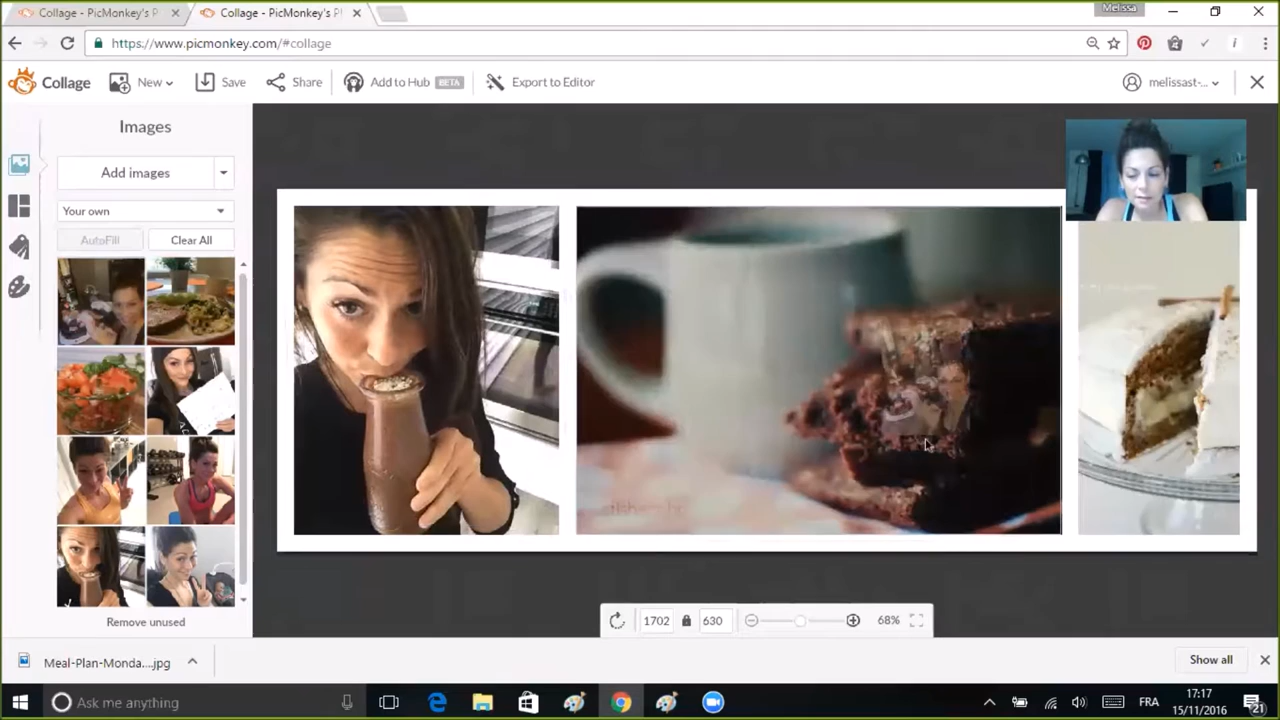 Collage - PicMonkey's P
Collage - PicMonkey's P
Melissa
https://www.picmonkey.com/#collage
Collage
New
Save
Share
Add to Hub BETA
Export to Editor
melissast-...
Images
Add images
Your own
AutoFill
Clear All
Remove unused
1702
630
68%
Meal-Plan-Monda....jpg
Show all
Ask me anything
FRA
17:17
15/11/2016
21